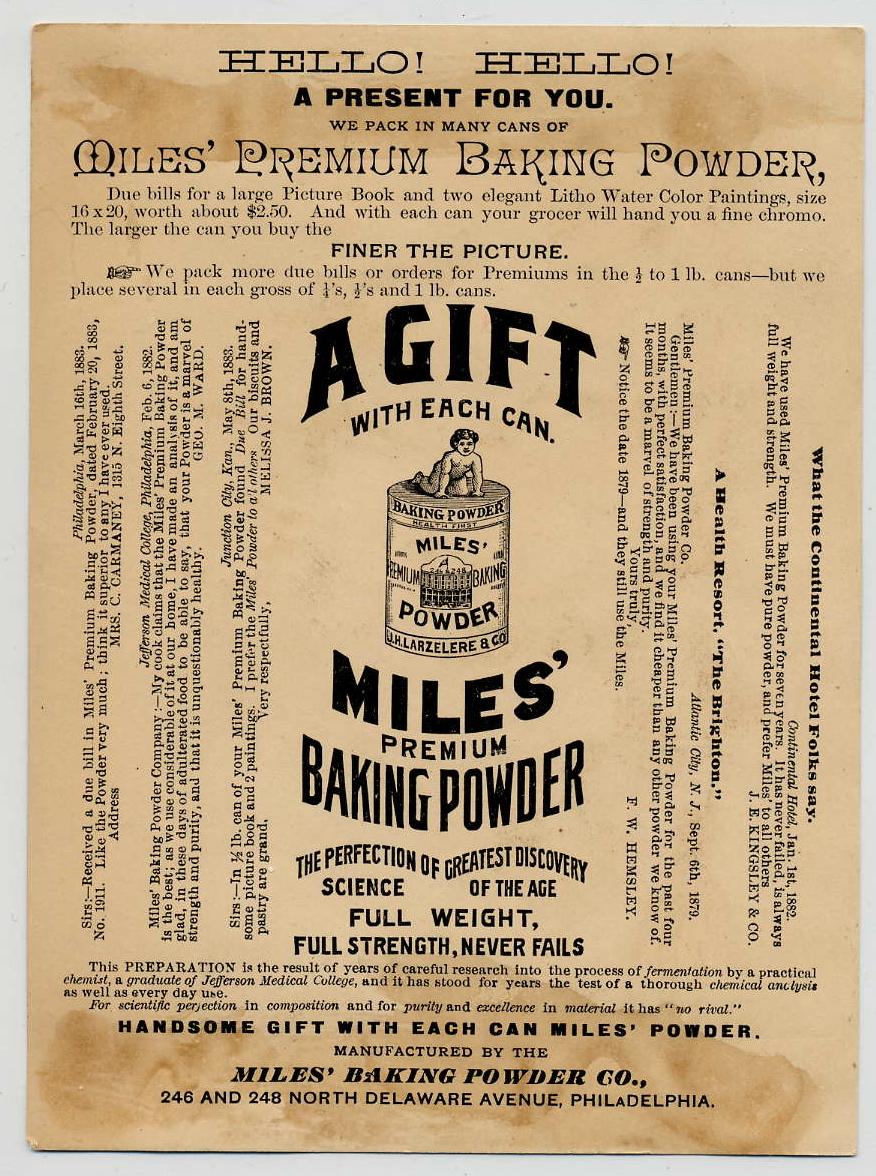 HELLO! HELLO!
A PRESENT FOR YOU.
WE PACK IN MANY CANS OF
MILES' PREMIUM BAKING POWDER,
Due bills for a large Picture Book and two elegant Litho Water Color Paintings, size
16 x 20, worth about $2.50. And with each can your grocer will hand you a fine chromo.
The larger the can you buy the
FINER THE PICTURE.
☞ We pack more due bills or orders for Premiums in the ½ to 1 lb. cans—but we
place several in each gross of ¼'s, ½'s and 1 lb. cans.
Philadelphia, March 16th, 1883.
Sirs:—Received a due bill in Miles' Premium Baking Powder, dated February 20, 1883,
No. 1911. Like the Powder very much; think it superior to any I have ever used.
Address MRS. C. CARMANEY, 1315 N. Eighth Street.
Jefferson Medical College, Philadelphia, Feb. 6, 1882.
Miles' Baking Powder Company:—My cook claims that the Miles' Premium Baking Powder
is the best; as we use considerable of it at our home, I have made an analysis of it, and am
glad, in these days of adulterated food to be able to say, that your Powder is a marvel of
strength and purity, and that it is unquestionably healthy. GEO. M. WARD.
Junction City, Kan., May 8th, 1883.
Sirs:—In ½ lb. can of your Miles' Premium Baking Powder found Due Bill for hand-
some picture book and 2 paintings. I prefer the Miles' Powder to all others Our biscuits and
pastry are grand, Very respectfully, MELISSA J. BROWN.
A GIFT
WITH EACH CAN.
BAKING POWDER
HEALTH FIRST
MILES'
PREMIUM BAKING
246 248
POWDER
J.H. LARZELERE & CO
MILES'
PREMIUM
BAKING POWDER
THE PERFECTION OF GREATEST DISCOVERY
SCIENCE OF THE AGE
FULL WEIGHT,
FULL STRENGTH, NEVER FAILS
What the Continental Hotel Folks say.
Continental Hotel, Jan. 1st, 1882.
We have used Miles' Premium Baking Powder for seven years. It has never failed, is always
full weight and strength. We must have pure powder, and prefer Miles' to all others
J. E. KINGSLEY & CO.
A Health Resort, "The Brighton."
Atlantic City, N. J., Sept. 6th, 1879.
Miles' Premium Baking Powder Co.
Gentlemen:—We have been using your Miles' Premium Baking Powder for the past four
months, with perfect satisfaction, and we find it cheaper than any other powder we know of.
It seems to be a marvel of strength and purity.
Yours truly, F. W. HEMSLEY.
☞ Notice the date 1879—and they still use the Miles.
This PREPARATION is the result of years of careful research into the process of fermentation by a practical
chemist, a graduate of Jefferson Medical College, and it has stood for years the test of a thorough chemical analysis
as well as every day use.
For scientific perfection in composition and for purity and excellence in material it has "no rival."
HANDSOME GIFT WITH EACH CAN MILES' POWDER.
MANUFACTURED BY THE
MILES' BAKING POWDER CO.,
246 AND 248 NORTH DELAWARE AVENUE, PHILADELPHIA.